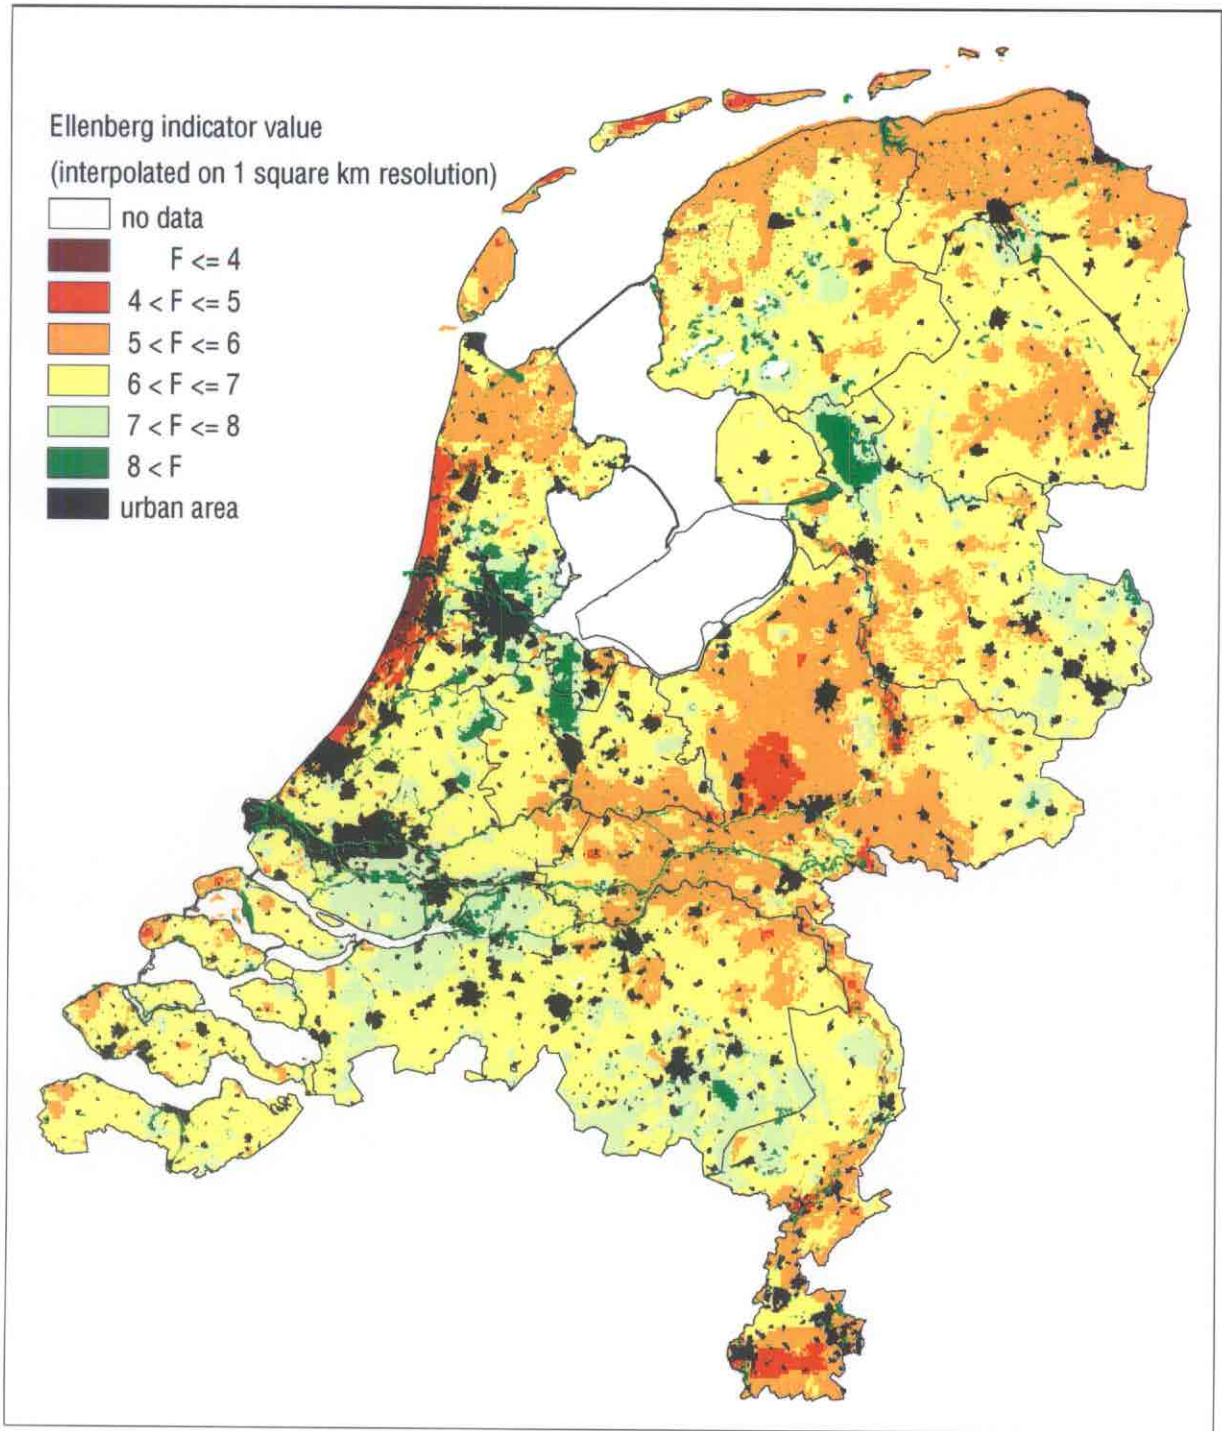 Ellenberg indicator value
(interpolated on 1 square km resolution)
no data
F <= 4
4 < F <= 5
5 < F <= 6
6 < F <= 7
7 < F <= 8
8 < F
urban area